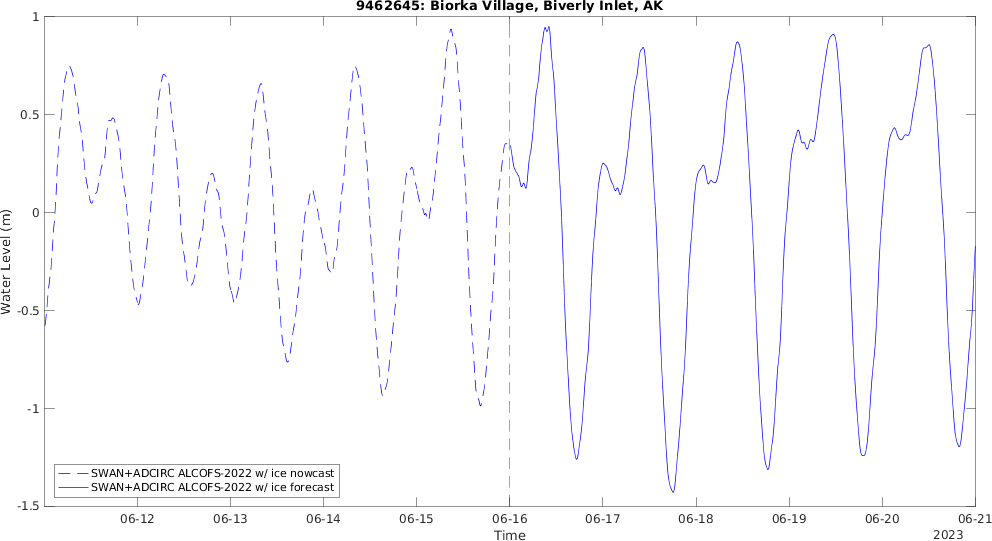 9462645: Biorka Village, Biverly Inlet, AK
Water Level (m)
1
0.5
0
-0.5
-1
-1.5
SWAN+ADCIRC ALCOFS-2022 w/ ice nowcast
SWAN+ADCIRC ALCOFS-2022 w/ ice forecast
06-12 06-13 06-14 06-15 06-16 06-17 06-18 06-19 06-20 06-21
Time
2023